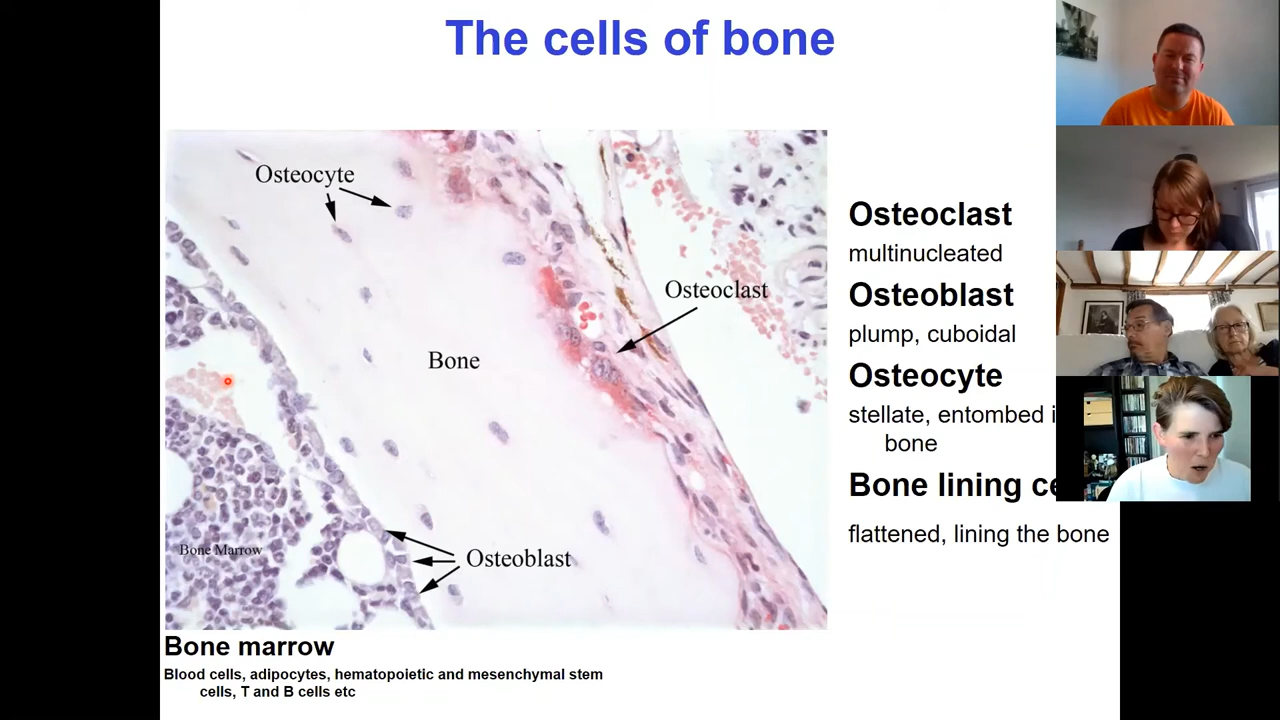 The cells of bone
Osteocyte
Osteoclast
Bone
Osteoblast
Bone Marrow
Osteoclast
multinucleated
Osteoblast
plump, cuboidal
Osteocyte
stellate, entombed
bone
Bone lining
flattened, lining the bone
Bone marrow
Blood cells, adipocytes, hematopoietic and mesenchymal stem
cells, T and B cells etc